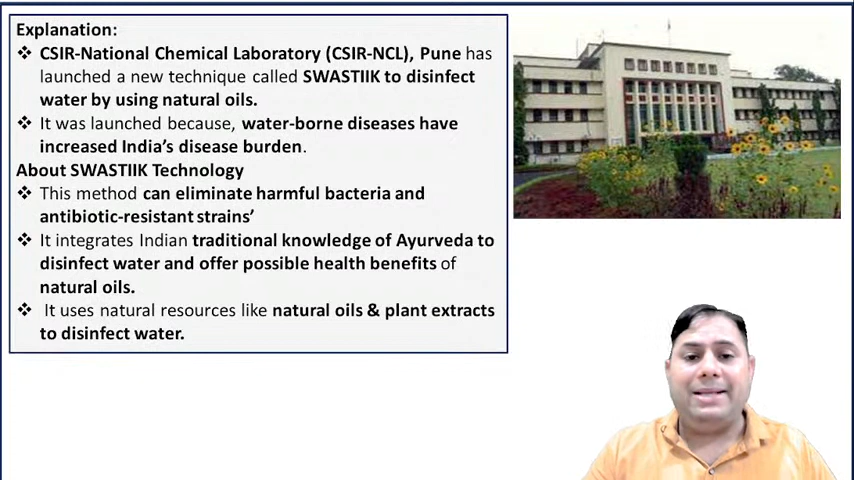 Explanation:
❖ CSIR-National Chemical Laboratory (CSIR-NCL), Pune has
launched a new technique called SWASTIIK to disinfect
water by using natural oils.
❖ It was launched because, water-borne diseases have
increased India's disease burden.
About SWASTIIK Technology
❖ This method can eliminate harmful bacteria and
antibiotic-resistant strains’
❖ It integrates Indian traditional knowledge of Ayurveda to
disinfect water and offer possible health benefits of
natural oils.
❖ It uses natural resources like natural oils & plant extracts
to disinfect water.